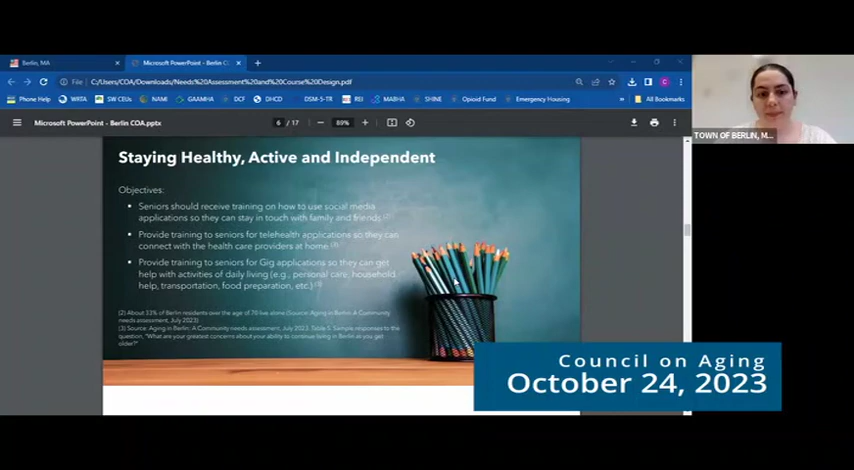 Berlin, MA
Microsoft PowerPoint - Berlin CO
File C:/Users/COA/Downloads/Needs%20Assessment%20and%20Course%20Design.pdf
Phone Help WRTA SW CEUs NAMI GAAMHA DCF DHCD DSM-5-TR REI MABHA SHINE Opioid Fund Emergency Housing » All Bookmarks
Microsoft PowerPoint - Berlin COA.pptx 6 / 17 89%
TOWN OF BERLIN, M...
Staying Healthy, Active and Independent
Objectives:
• Seniors should receive training on how to use social media
applications so they can stay in touch with family and friends.(2)
• Provide training to seniors for telehealth applications so they can
connect with the health care providers at home.(3)
• Provide training to seniors for Gig applications so they can get
help with activities of daily living (e.g., personal care, household
help, transportation, food preparation, etc.)(3)
(2) About 33% of Berlin residents over the age of 70 live alone (Source: Aging in Berlin: A Community
needs assessment, July 2023)
(3) Source: Aging in Berlin: A Community needs assessment, July 2023. Table 5. Sample responses to the
question, "What are your greatest concerns about your ability to continue living in Berlin as you get
older?"
Council on Aging
October 24, 2023